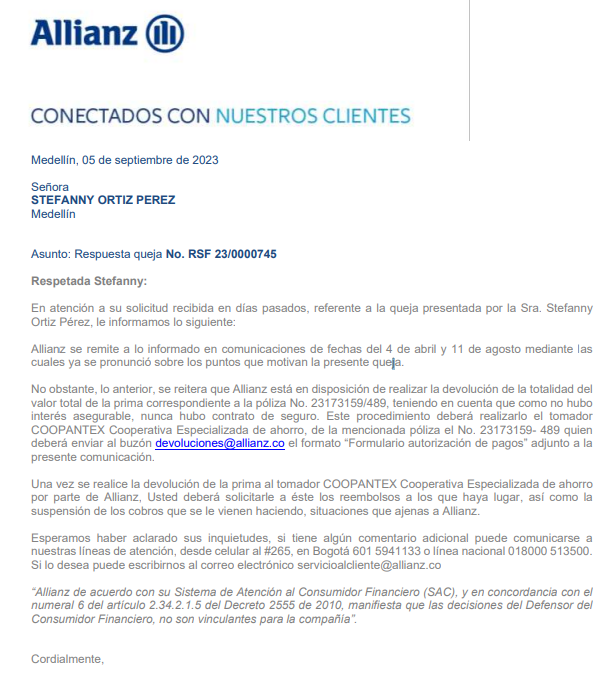 Allianz
CONECTADOS CON NUESTROS CLIENTES
Medellín, 05 de septiembre de 2023
Señora
STEFANNY ORTIZ PEREZ
Medellín
Asunto: Respuesta queja No. RSF 23/0000745
Respetada Stefanny:
En atención a su solicitud recibida en días pasados, referente a la queja presentada por la Sra. Stefanny
Ortiz Pérez, le informamos lo siguiente:
Allianz se remite a lo informado en comunicaciones de fechas del 4 de abril y 11 de agosto mediante las
cuales ya se pronunció sobre los puntos que motivan la presente queja.
No obstante, lo anterior, se reitera que Allianz está en disposición de realizar la devolución de la totalidad del
valor total de la prima correspondiente a la póliza No. 23173159/489, teniendo en cuenta que como no hubo
interés asegurable, nunca hubo contrato de seguro. Este procedimiento deberá realizarlo el tomador
COOPANTEX Cooperativa Especializada de ahorro, de la mencionada póliza el No. 23173159- 489 quien
deberá enviar al buzón devoluciones@allianz.co el formato “Formulario autorización de pagos” adjunto a la
presente comunicación.
Una vez se realice la devolución de la prima al tomador COOPANTEX Cooperativa Especializada de ahorro
por parte de Allianz, Usted deberá solicitarle a éste los reembolsos a los que haya lugar, así como la
suspensión de los cobros que se le vienen haciendo, situaciones que ajenas a Allianz.
Esperamos haber aclarado sus inquietudes, si tiene algún comentario adicional puede comunicarse a
nuestras líneas de atención, desde celular al #265, en Bogotá 601 5941133 o línea nacional 018000 513500.
Si lo desea puede escribirnos al correo electrónico servicioalcliente@allianz.co
“Allianz de acuerdo con su Sistema de Atención al Consumidor Financiero (SAC), y en concordancia con el
numeral 6 del artículo 2.34.2.1.5 del Decreto 2555 de 2010, manifiesta que las decisiones del Defensor del
Consumidor Financiero, no son vinculantes para la compañía”.
Cordialmente,